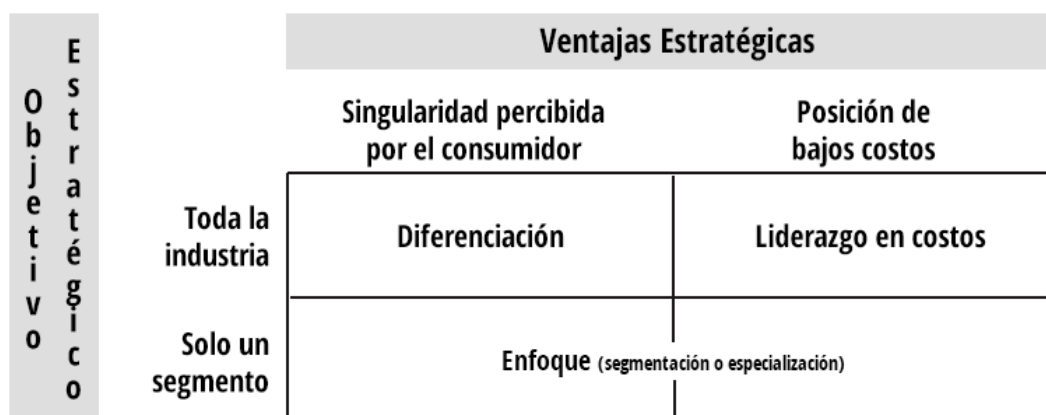 Objetivo
Estratégico
Ventajas Estratégicas
Singularidad percibida
por el consumidor
Posición de
bajos costos
Toda la
industria
Diferenciación
Liderazgo en costos
Solo un
segmento
Enfoque (segmentación o especialización)